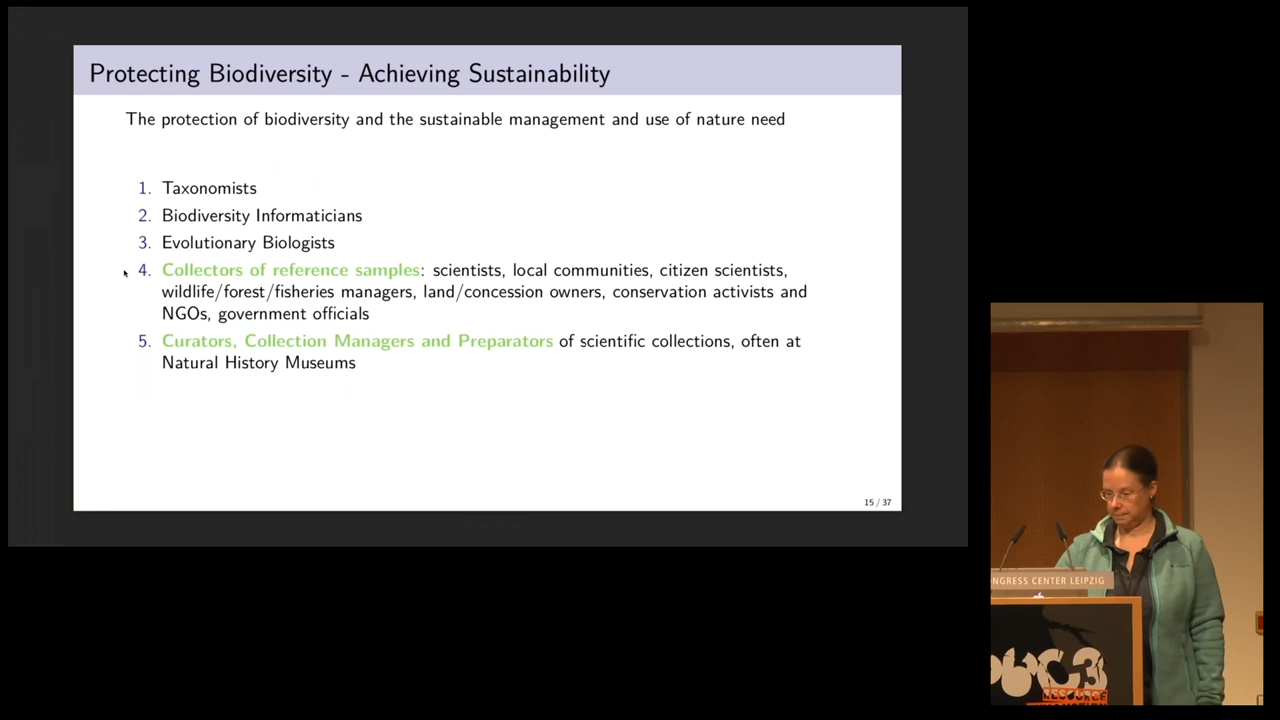 Protecting Biodiversity - Achieving Sustainability
The protection of biodiversity and the sustainable management and use of nature need
1. Taxonomists
2. Biodiversity Informaticians
3. Evolutionary Biologists
4. Collectors of reference samples: scientists, local communities, citizen scientists,
wildlife/forest/fisheries managers, land/concession owners, conservation activists and
NGOs, government officials
5. Curators, Collection Managers and Preparators of scientific collections, often at
Natural History Museums
15 / 37
NGRESS CENTER LEIPZIG
C3
RESOURCE